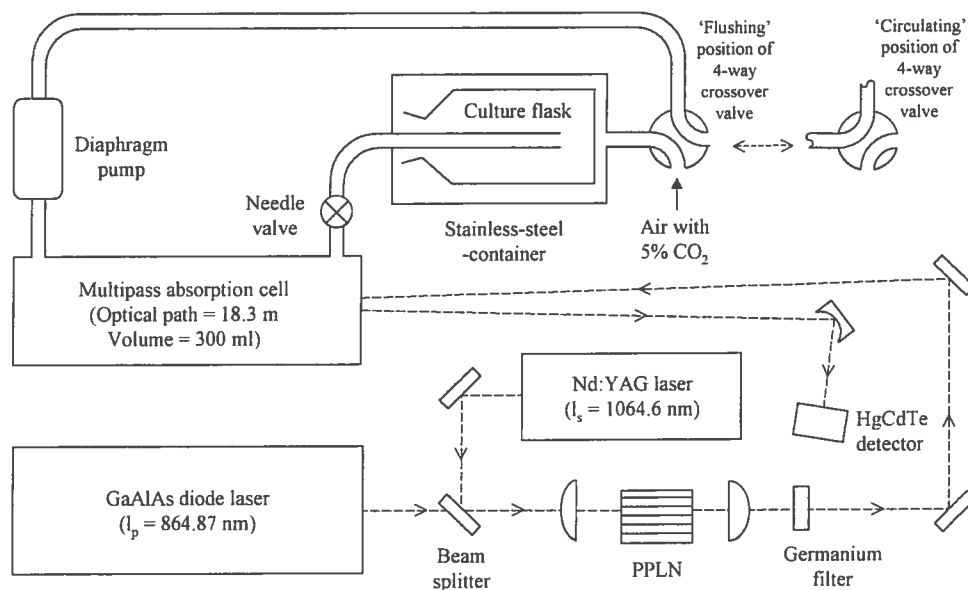 'Flushing'
position of
4-way
crossover
valve
'Circulating'
position of
4-way
crossover
valve
Culture flask
Diaphragm
pump
Needle
valve
Stainless-steel
-container
Air with
5% CO₂
Multipass absorption cell
(Optical path = 18.3 m
Volume = 300 ml)
Nd:YAG laser
(lₛ = 1064.6 nm)
HgCdTe
detector
GaAlAs diode laser
(lₚ = 864.87 nm)
Beam
splitter
PPLN
Germanium
filter